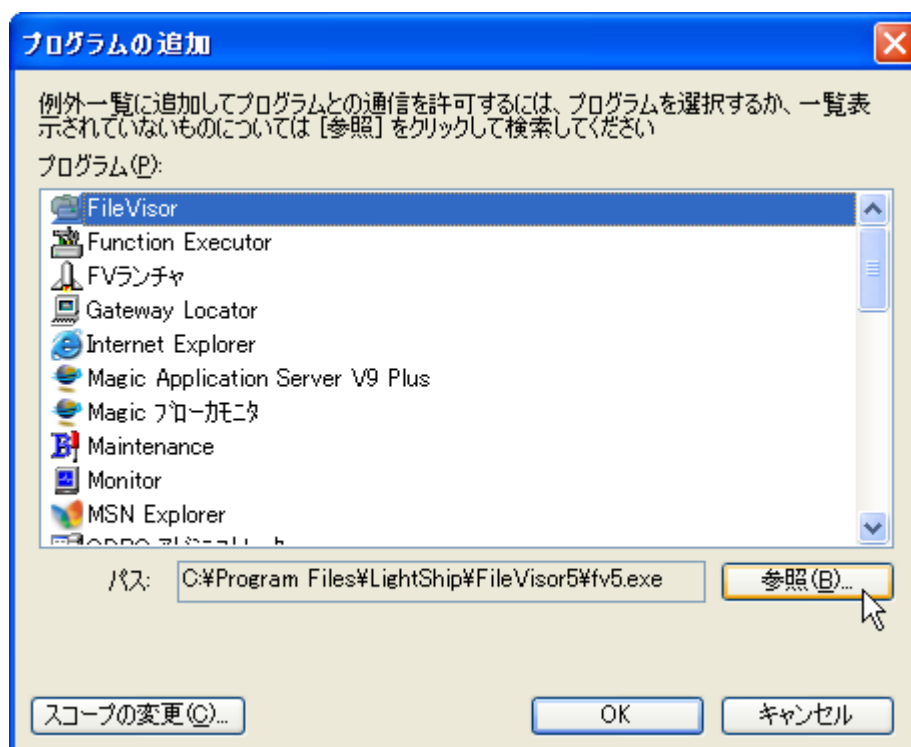 プログラムの追加
例外一覧に追加してプログラムとの通信を許可するには、プログラムを選択するか、一覧表
示されていないものについては [参照] をクリックして検索してください
プログラム(P):
FileVisor
Function Executor
FVランチャ
Gateway Locator
Internet Explorer
Magic Application Server V9 Plus
Magic ブローカモニタ
Maintenance
Monitor
MSN Explorer
パス: C:¥Program Files¥LightShip¥FileVisor5¥fv5.exe 参照(B)...
スコープの変更(C)... OK キャンセル